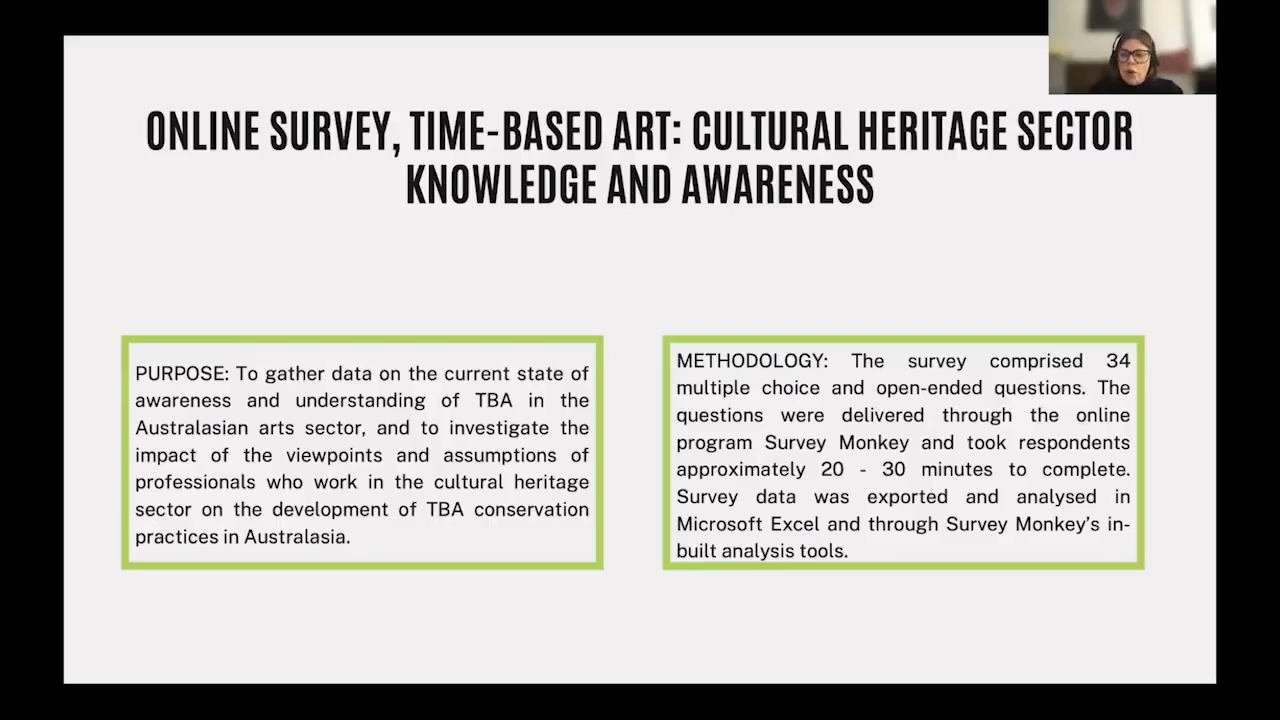 ONLINE SURVEY, TIME-BASED ART: CULTURAL HERITAGE SECTOR
KNOWLEDGE AND AWARENESS
PURPOSE: To gather data on the current state of
awareness and understanding of TBA in the
Australasian arts sector, and to investigate the
impact of the viewpoints and assumptions of
professionals who work in the cultural heritage
sector on the development of TBA conservation
practices in Australasia.
METHODOLOGY: The survey comprised 34
multiple choice and open-ended questions. The
questions were delivered through the online
program Survey Monkey and took respondents
approximately 20 - 30 minutes to complete.
Survey data was exported and analysed in
Microsoft Excel and through Survey Monkey’s in-
built analysis tools.